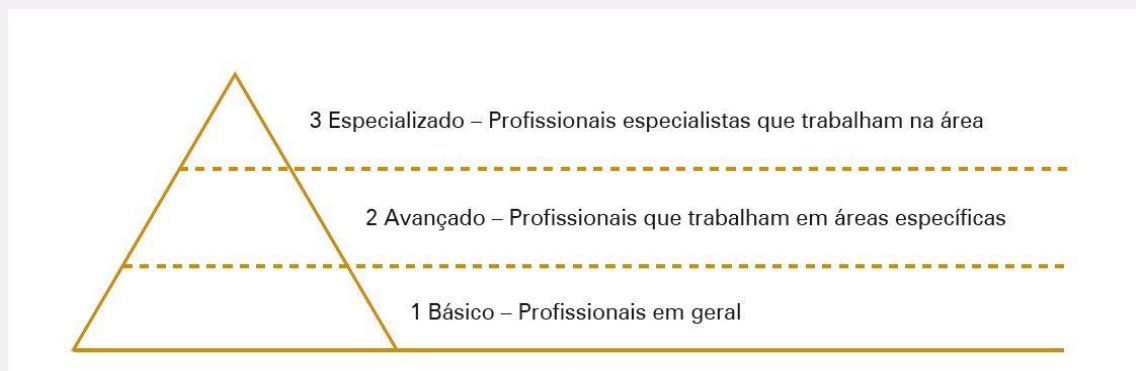 3 Especializado – Profissionais especialistas que trabalham na área
2 Avançado – Profissionais que trabalham em áreas específicas
1 Básico – Profissionais em geral